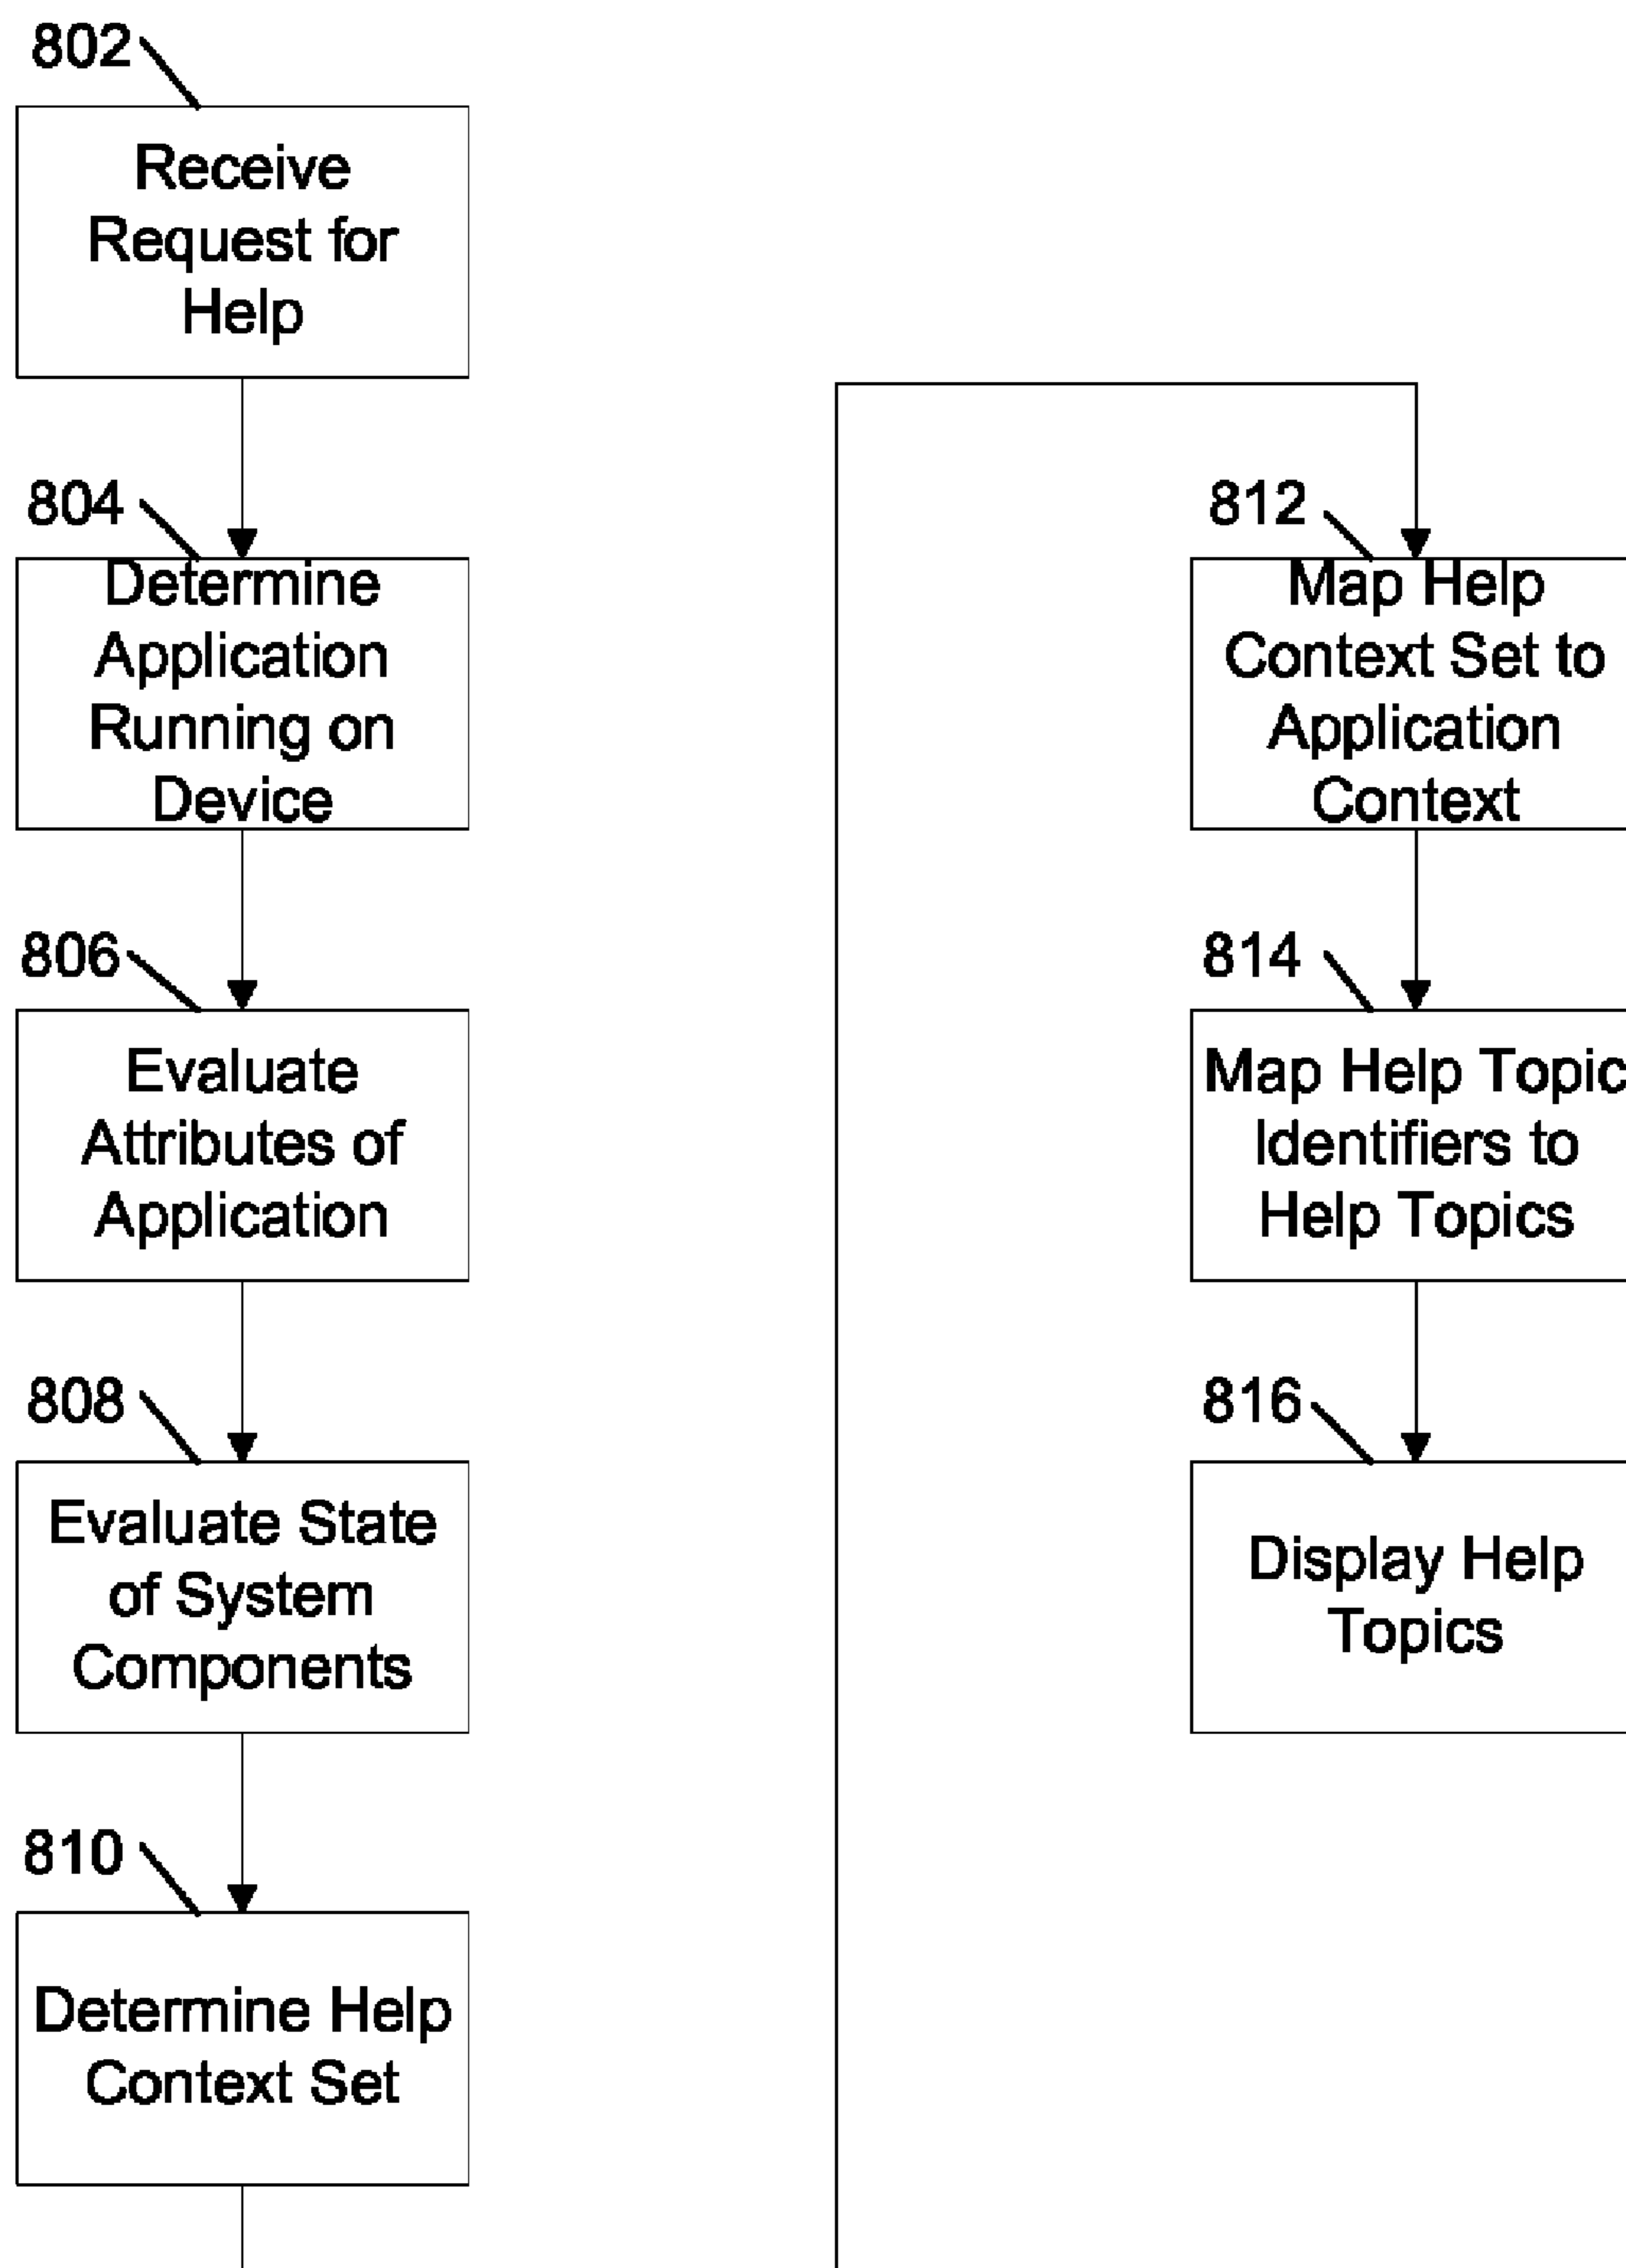 802
Receive
Request for
Help
804
Determine
Application
Running on
Device
806
Evaluate
Attributes of
Application
808
Evaluate State
of System
Components
810
Determine Help
Context Set
812
Map Help
Context Set to
Application
Context
814
Map Help Topic
Identifiers to
Help Topics
816
Display Help
Topics